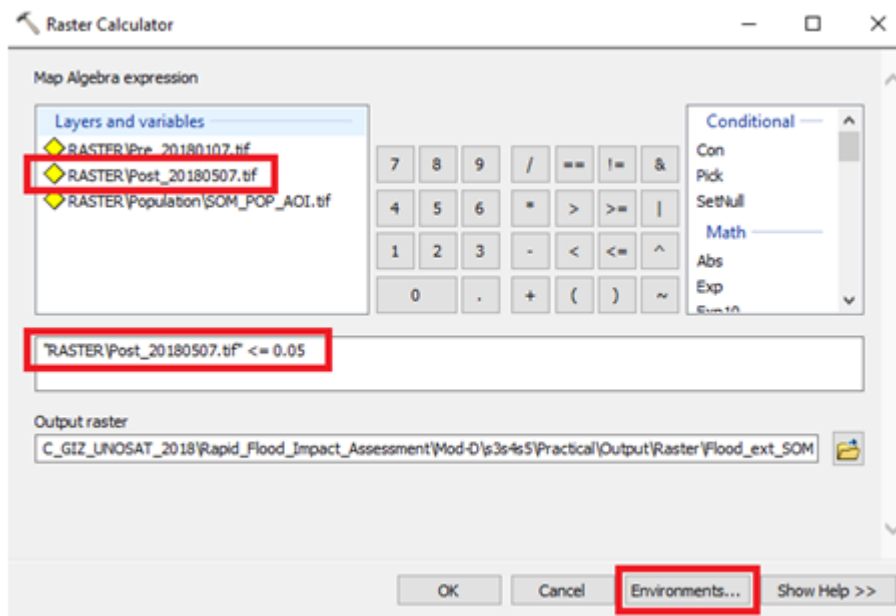 Raster Calculator
Map Algebra expression
Layers and variables
RASTER\Pre_20180107.tif
RASTER\Post_20180507.tif
RASTER\Population\SOM_POP_AOI.tif
7 8 9 / == != &
4 5 6 * > >= |
1 2 3 - < <= ^
0 . + ( ) ~
Conditional
Con
Pick
SetNull
Math
Abs
Exp
Exp10
"RASTER\Post_20180507.tif" <= 0.05
Output raster
C_GIZ_UNOSAT_2018\Rapid_Flood_Impact_Assessment\Mod-D\s3s4s5\Practical\Output\Raster\Flood_ext_SOM
OK Cancel Environments... Show Help >>